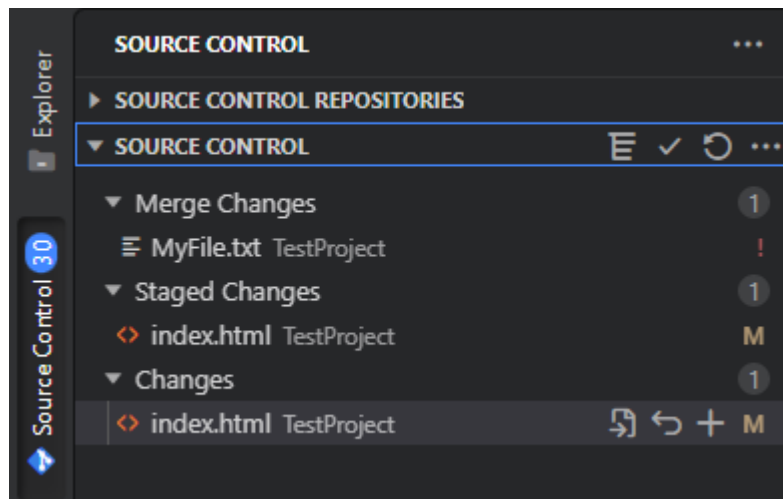 SOURCE CONTROL
SOURCE CONTROL REPOSITORIES
SOURCE CONTROL
Merge Changes 1
MyFile.txt TestProject !
Staged Changes 1
index.html TestProject M
Changes 1
index.html TestProject M
Explorer
Source Control 30